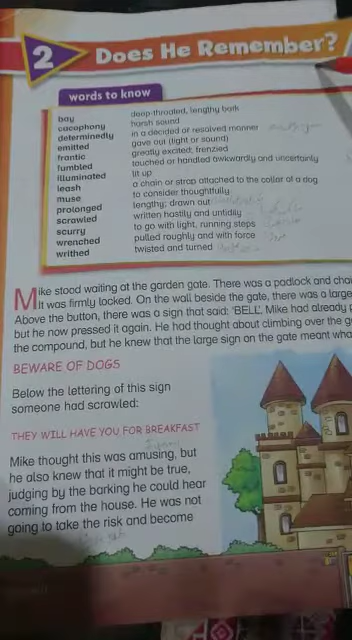 2 Does He Remember?
words to know
bay deep-throated, lengthy bark
cacophony harsh sound
determinedly in a decided or resolved manner
emitted gave out (light or sound)
frantic greatly excited; frenzied
fumbled touched or handled awkwardly and uncertainly
illuminated lit up
leash a chain or strap attached to the collar of a dog
muse to consider thoughtfully
prolonged lengthy; drawn out
scrawled written hastily and untidily
scurry to go with light, running steps
wrenched pulled roughly and with force
writhed twisted and turned
Mike stood waiting at the garden gate. There was a padlock and
It was firmly locked. On the wall beside the gate, there was a large
Above the button, there was a sign that said: 'BELL'. Mike had already
but he now pressed it again. He had thought about climbing over the
the compound, but he knew that the large sign on the gate meant
BEWARE OF DOGS
Below the lettering of this sign
someone had scrawled:
THEY WILL HAVE YOU FOR BREAKFAST
Mike thought this was amusing, but
he also knew that it might be true,
judging by the barking he could hear
coming from the house. He was not
going to take the risk and become